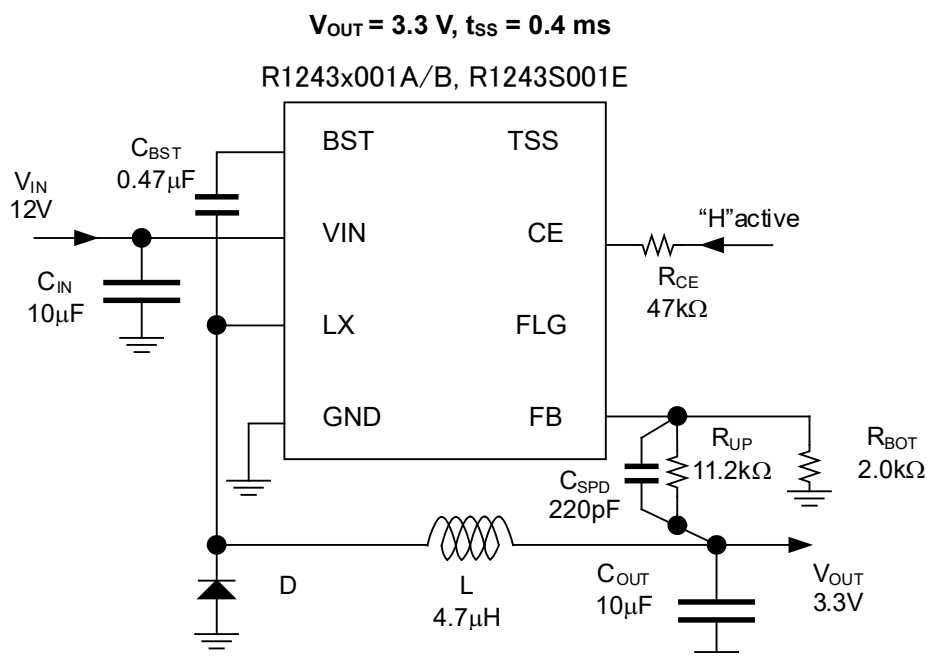 VOUT = 3.3 V, tSS = 0.4 ms
R1243x001A/B, R1243S001E
BST
TSS
CBST
0.47μF
VIN
12V
VIN
CE
“H”active
CIN
10μF
RCE
47kΩ
LX
FLG
GND
FB
RUP
11.2kΩ
RBOT
2.0kΩ
CSPD
220pF
D
L
4.7μH
COUT
10μF
VOUT
3.3V